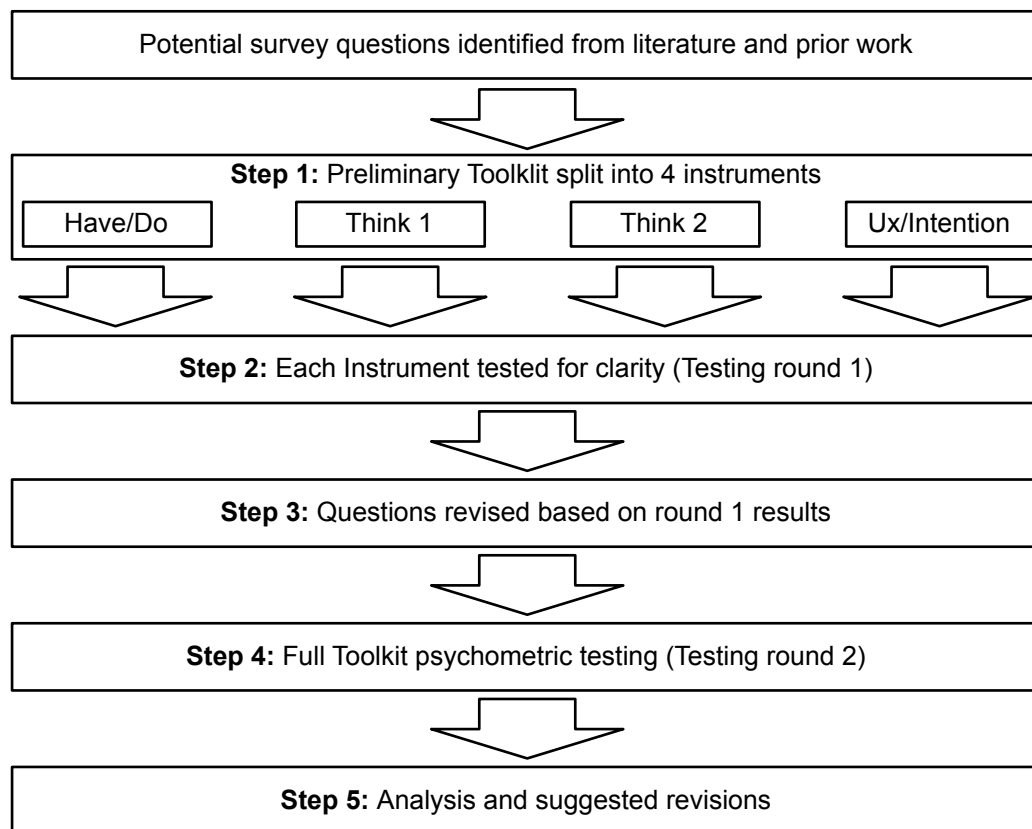 Potential survey questions identified from literature and prior work
Step 1: Preliminary Toolklit split into 4 instruments
Have/Do
Think 1
Think 2
Ux/Intention
Step 2: Each Instrument tested for clarity (Testing round 1)
Step 3: Questions revised based on round 1 results
Step 4: Full Toolkit psychometric testing (Testing round 2)
Step 5: Analysis and suggested revisions